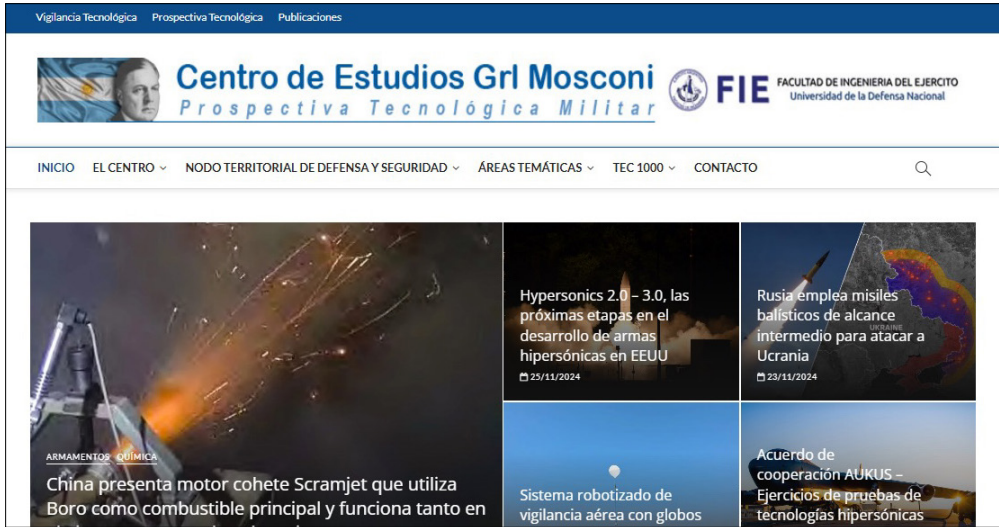 Vigilancia Tecnológica Prospectiva Tecnológica Publicaciones
Centro de Estudios Grl Mosconi
Prospectiva Tecnológica Militar
FIE
FACULTAD DE INGENIERIA DEL EJERCITO
Universidad de la Defensa Nacional
INICIO EL CENTRO NODO TERRITORIAL DE DEFENSA Y SEGURIDAD ÁREAS TEMÁTICAS TEC 1000 CONTACTO
ARMAMENTOS QUÍMICA
China presenta motor cohete Scramjet que utiliza
Boro como combustible principal y funciona tanto en
Hypersonics 2.0 – 3.0, las
próximas etapas en el
desarrollo de armas
hipersónicas en EEUU
25/11/2024
Rusia emplea misiles
balísticos de alcance
intermedio para atacar a
Ucrania
23/11/2024
UKRAINE
Sistema robotizado de
vigilancia aérea con globos
Acuerdo de
cooperación AUKUS –
Ejercicios de pruebas de
tecnologías hipersónicas